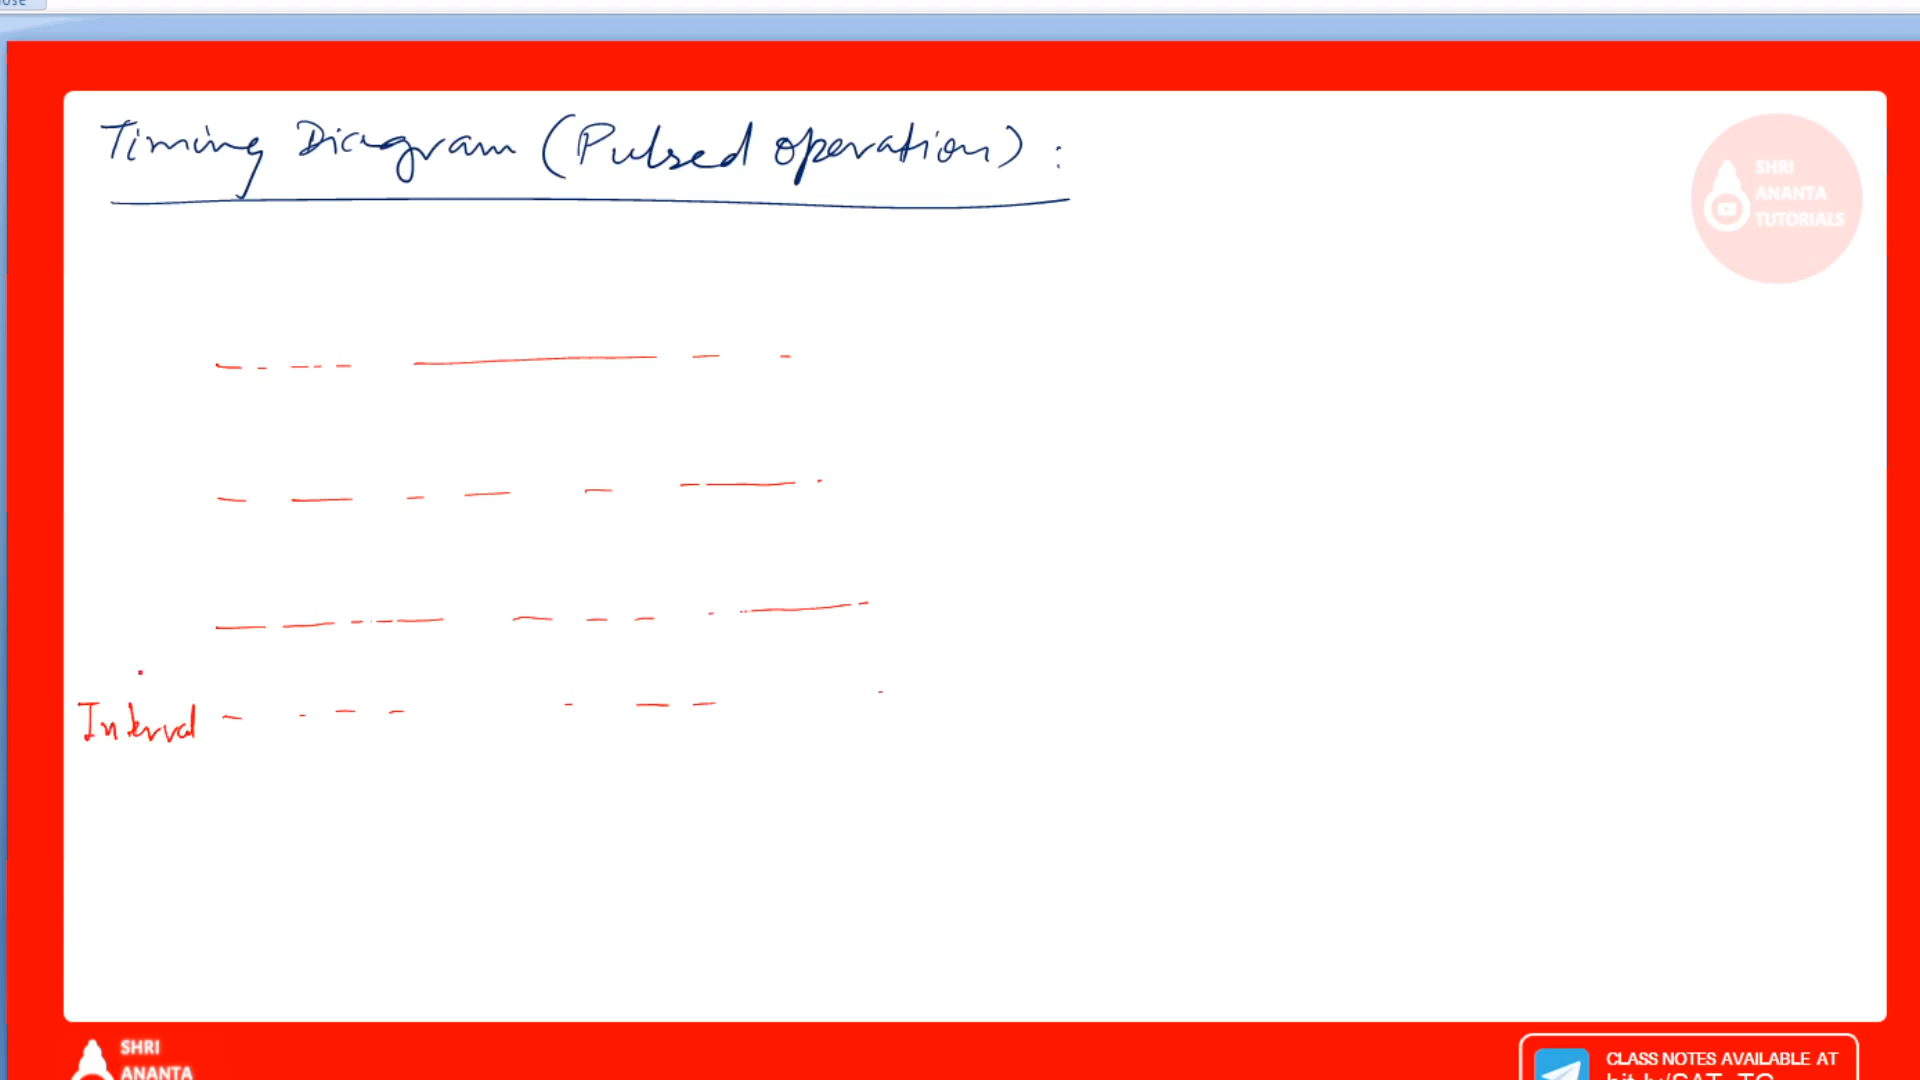 Timing Diagram (Pulsed operation) :
SHRI
ANANTA
TUTORIALS
Interval
SHRI
ANANTA
CLASS NOTES AVAILABLE AT